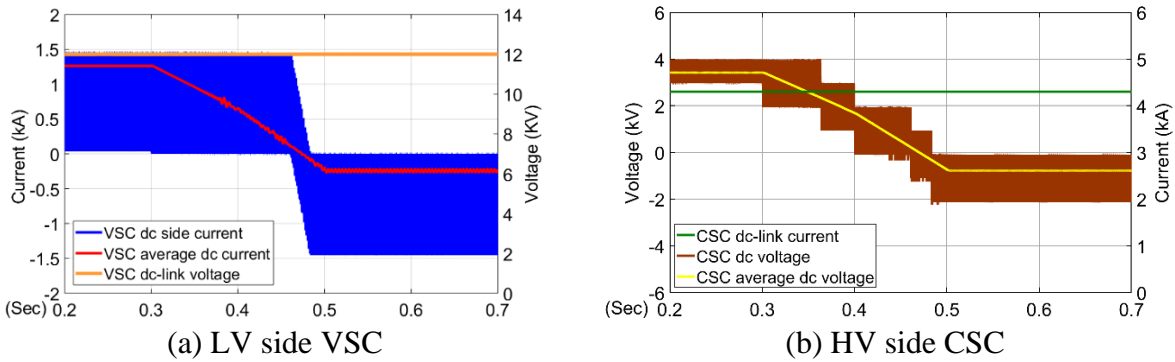 2
1.5
1
0.5
0
-0.5
-1
-1.5
-2
Current (kA)
14
12
10
8
6
4
2
0
Voltage (KV)
VSC dc side current
VSC average dc current
VSC dc-link voltage
(Sec)
0.2 0.3 0.4 0.5 0.6 0.7
(a) LV side VSC
6
4
2
0
-2
-4
-6
Voltage (kV)
6
5
4
3
2
1
0
Current (kA)
CSC dc-link current
CSC dc voltage
CSC average dc voltage
(Sec)
0.2 0.3 0.4 0.5 0.6 0.7
(b) HV side CSC